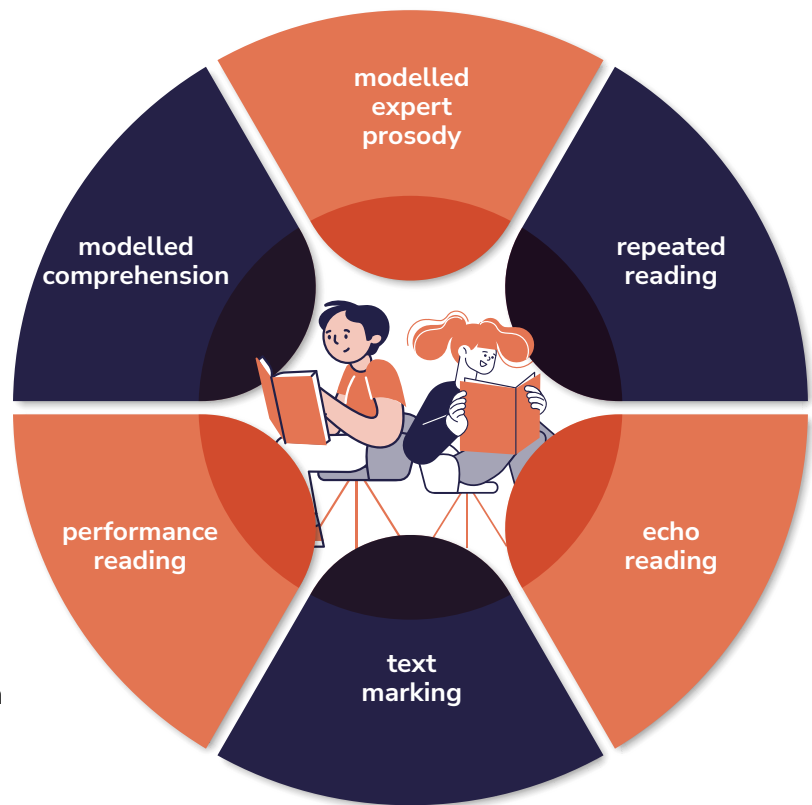 modelled
expert
prosody
repeated
reading
echo
reading
text
marking
performance
reading
modelled
comprehension